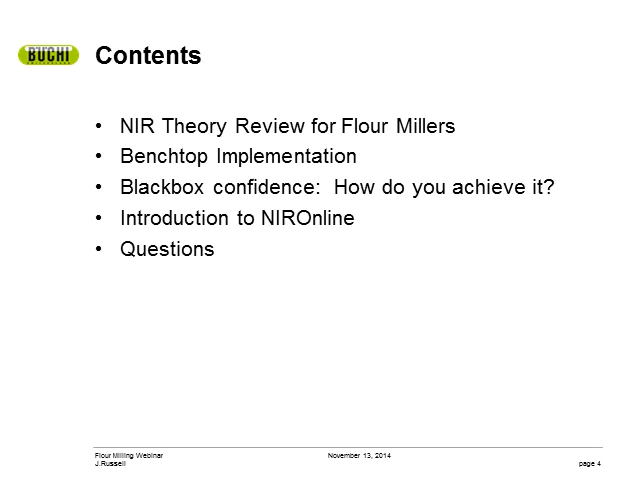 BÜCHI
Contents
• NIR Theory Review for Flour Millers
• Benchtop Implementation
• Blackbox confidence:  How do you achieve it?
• Introduction to NIROnline
• Questions
Flour Milling Webinar
November 13, 2014
J.Russell
page 4